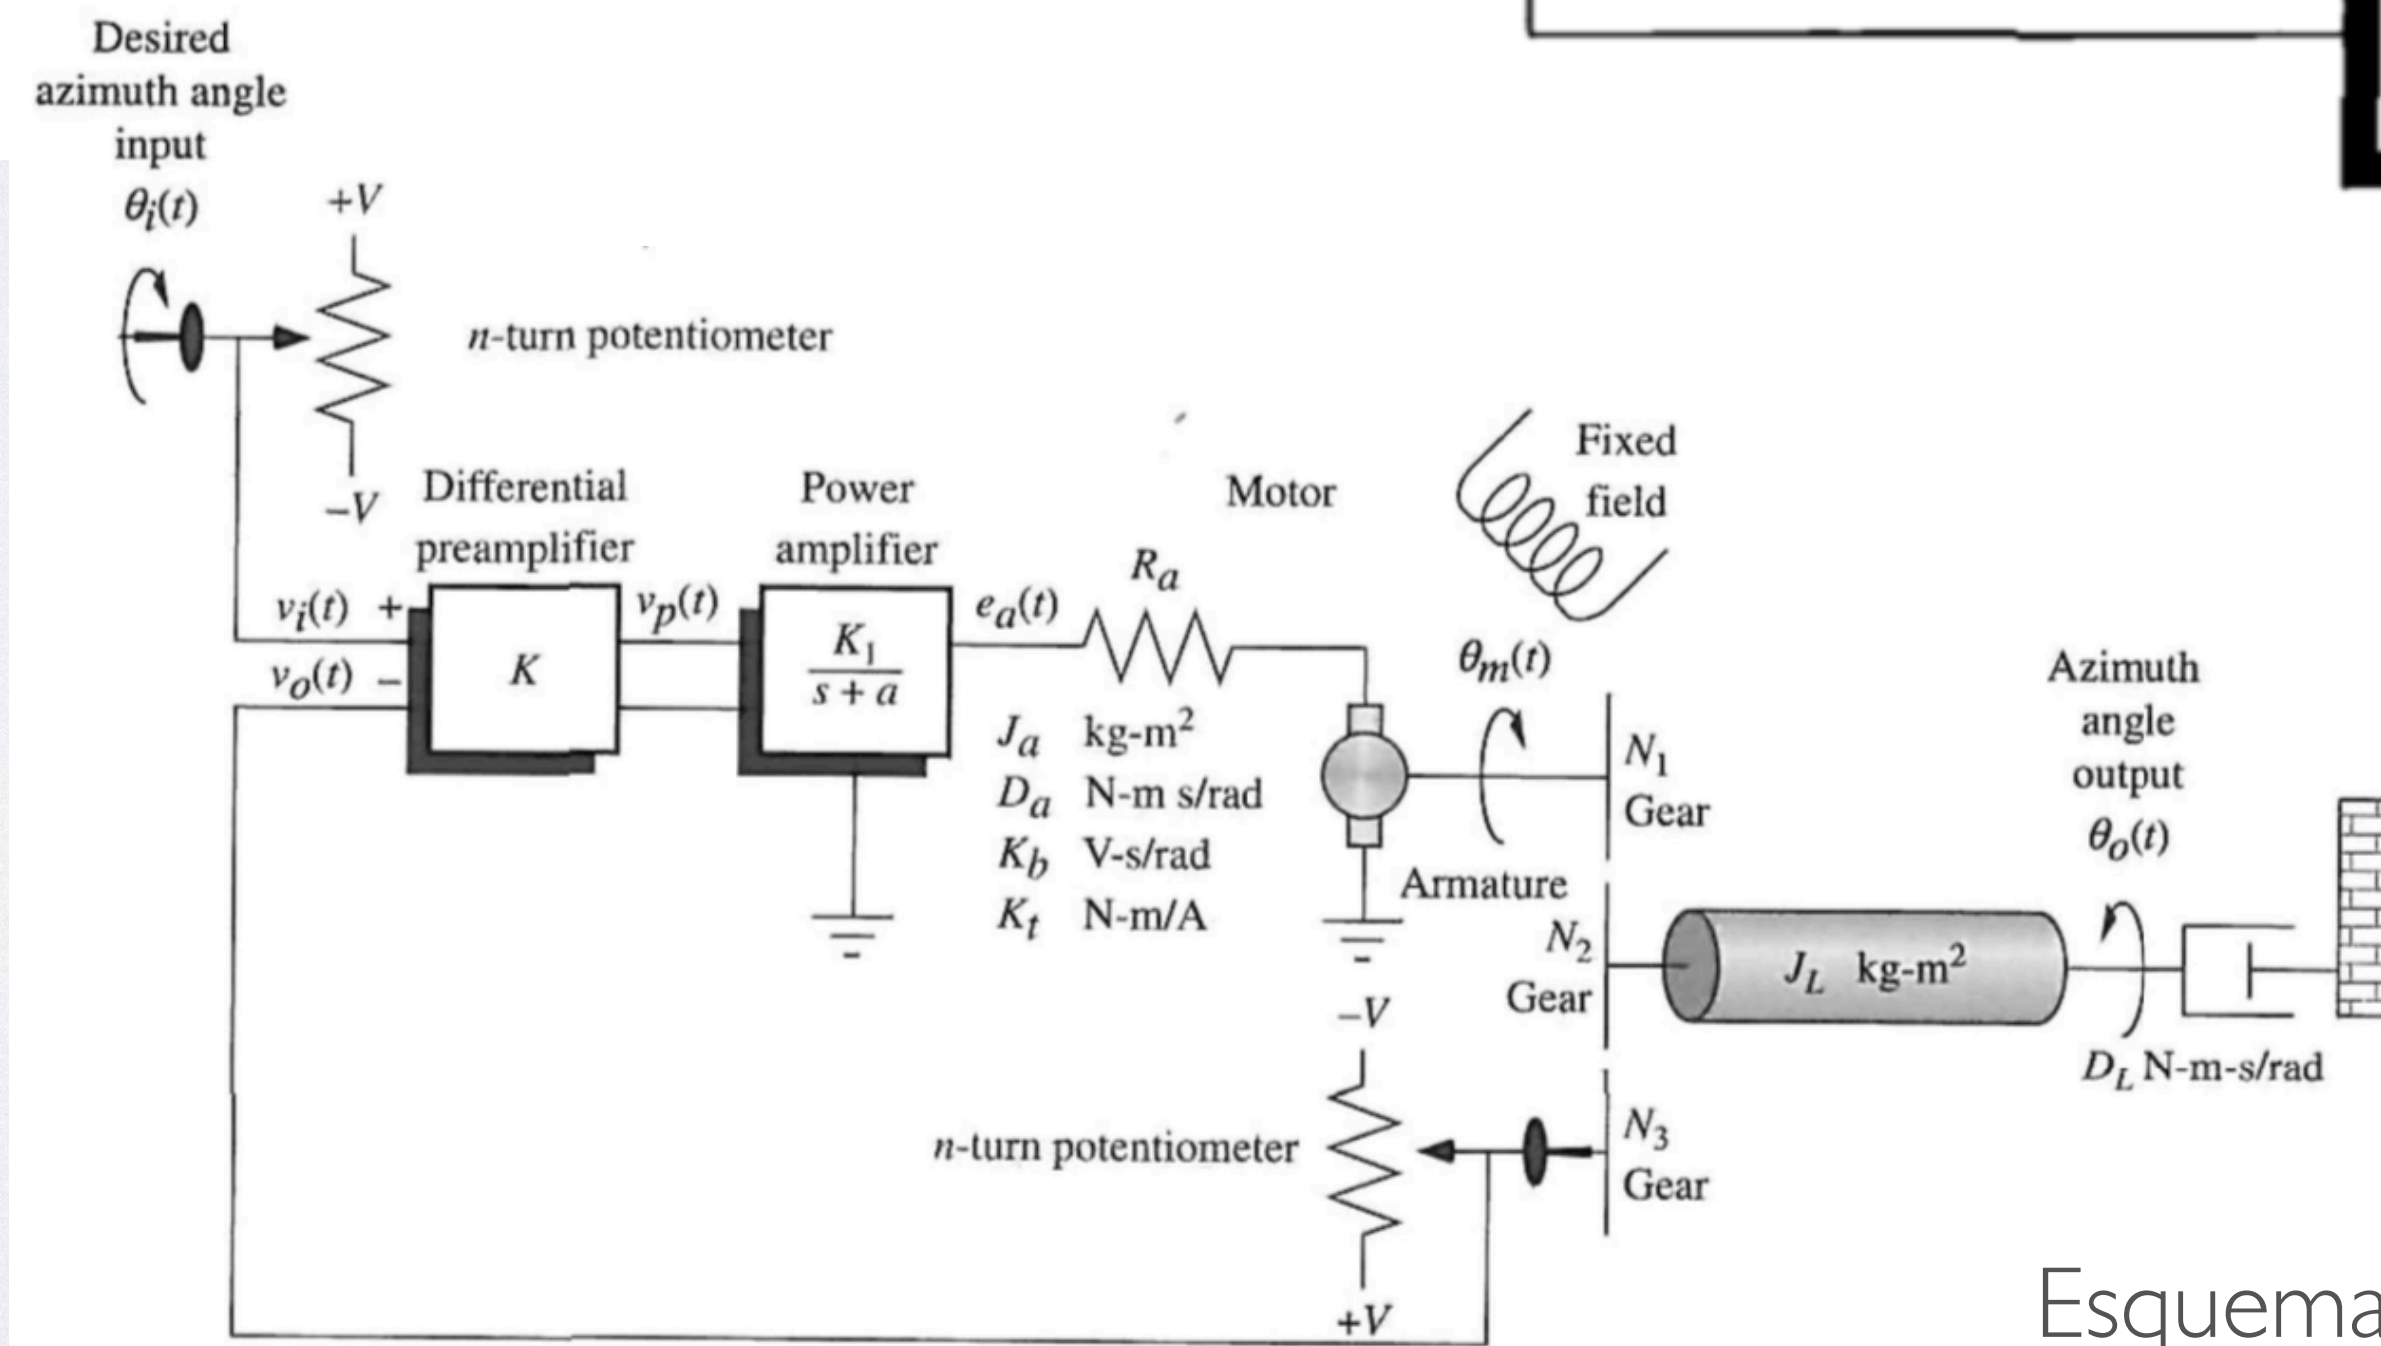 Desired
azimuth angle
input
θi(t)
+V
n-turn potentiometer
−V
Differential
preamplifier
Power
amplifier
Motor
Fixed
field
vi(t) +
vo(t) −
K
vp(t)
K1
s + a
ea(t)
Ra
Ja kg-m²
Da N-m s/rad
Kb V-s/rad
Kt N-m/A
θm(t)
N1
Gear
Armature
N2
Gear
JL kg-m²
Azimuth
angle
output
θo(t)
DL N-m-s/rad
−V
n-turn potentiometer
+V
N3
Gear
Esquema